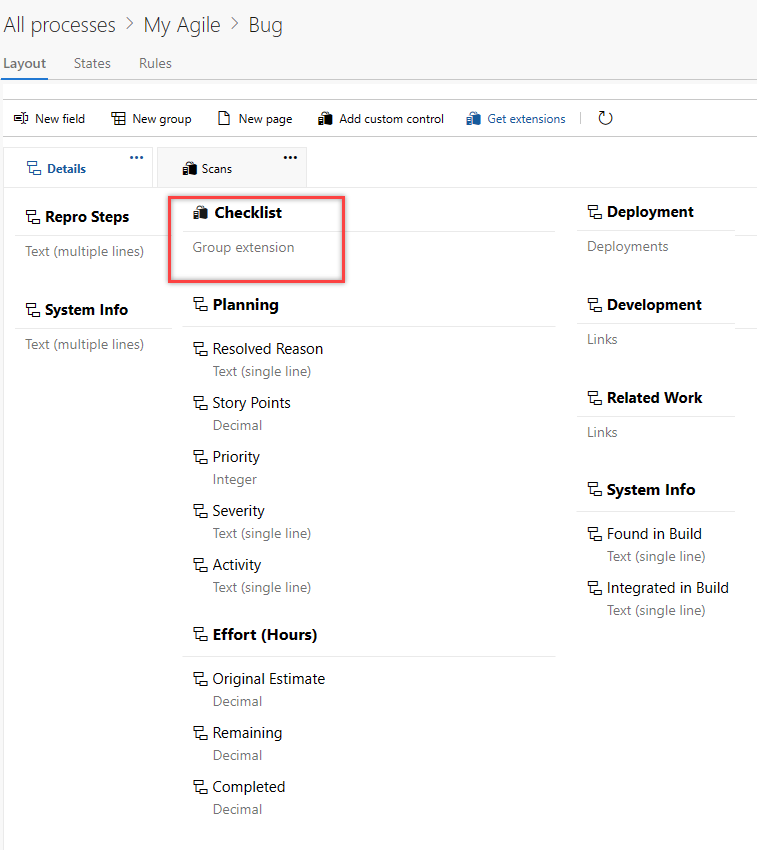 All processes > My Agile > Bug
Layout States Rules
New field New group New page Add custom control Get extensions
Details ... Scans ...
Repro Steps
Text (multiple lines)
System Info
Text (multiple lines)
Checklist
Group extension
Planning
Resolved Reason
Text (single line)
Story Points
Decimal
Priority
Integer
Severity
Text (single line)
Activity
Text (single line)
Effort (Hours)
Original Estimate
Decimal
Remaining
Decimal
Completed
Decimal
Deployment
Deployments
Development
Links
Related Work
Links
System Info
Found in Build
Text (single line)
Integrated in Build
Text (single line)